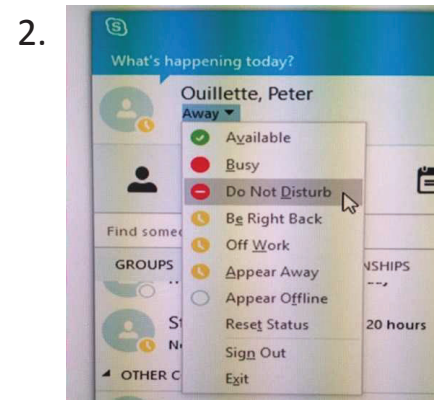 2.
What's happening today?
Ouillette, Peter
Away
Available
Busy
Do Not Disturb
Be Right Back
Find some
Off Work
GROUPS
Appear Away
NSHIPS
Appear Offline
St
Reset Status
20 hours
N
Sign Out
OTHER C
Exit